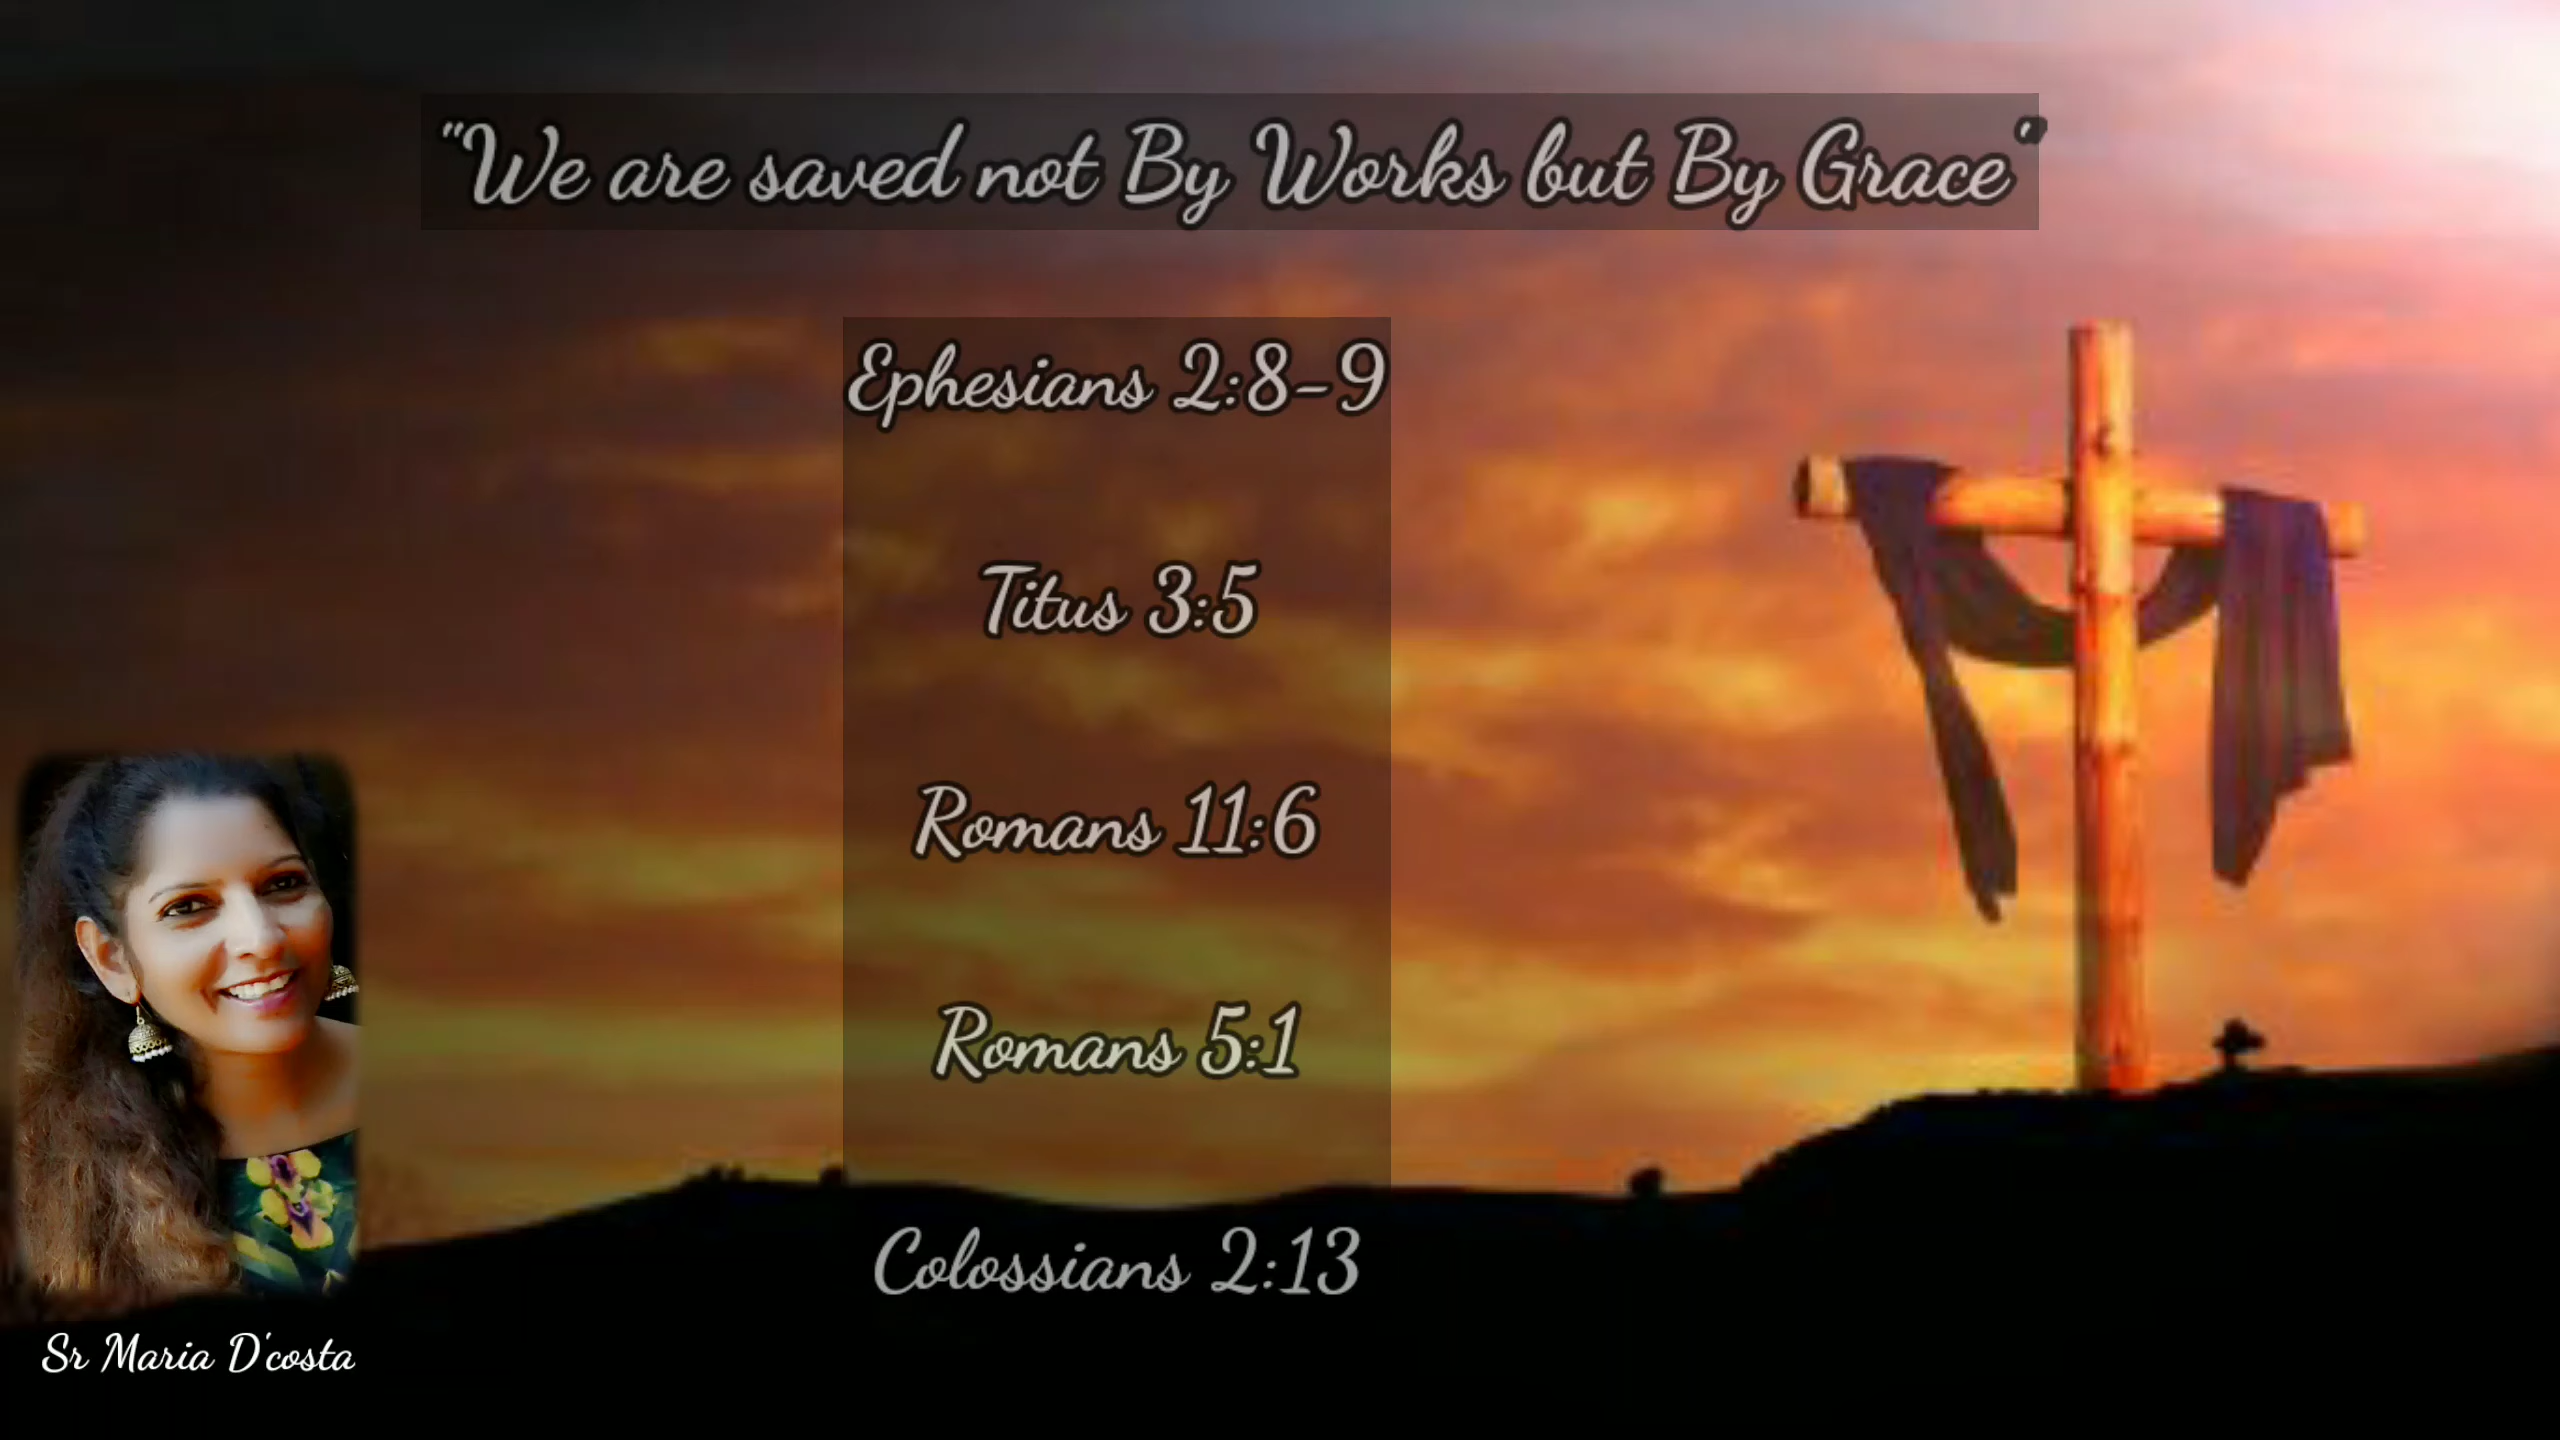 "We are saved not By Works but By Grace"
Ephesians 2:8-9
Titus 3:5
Romans 11:6
Romans 5:1
Colossians 2:13
Sr Maria D'costa